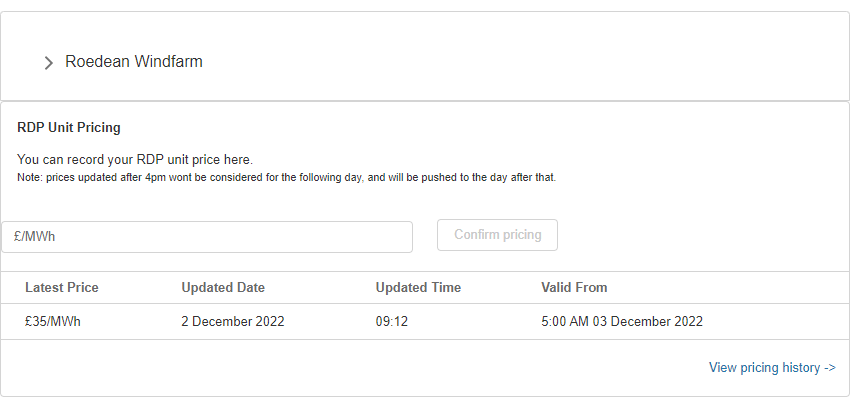 Roedean Windfarm
RDP Unit Pricing
You can record your RDP unit price here.
Note: prices updated after 4pm wont be considered for the following day, and will be pushed to the day after that.
£/MWh Confirm pricing
Latest Price Updated Date Updated Time Valid From
£35/MWh 2 December 2022 09:12 5:00 AM 03 December 2022
View pricing history ->